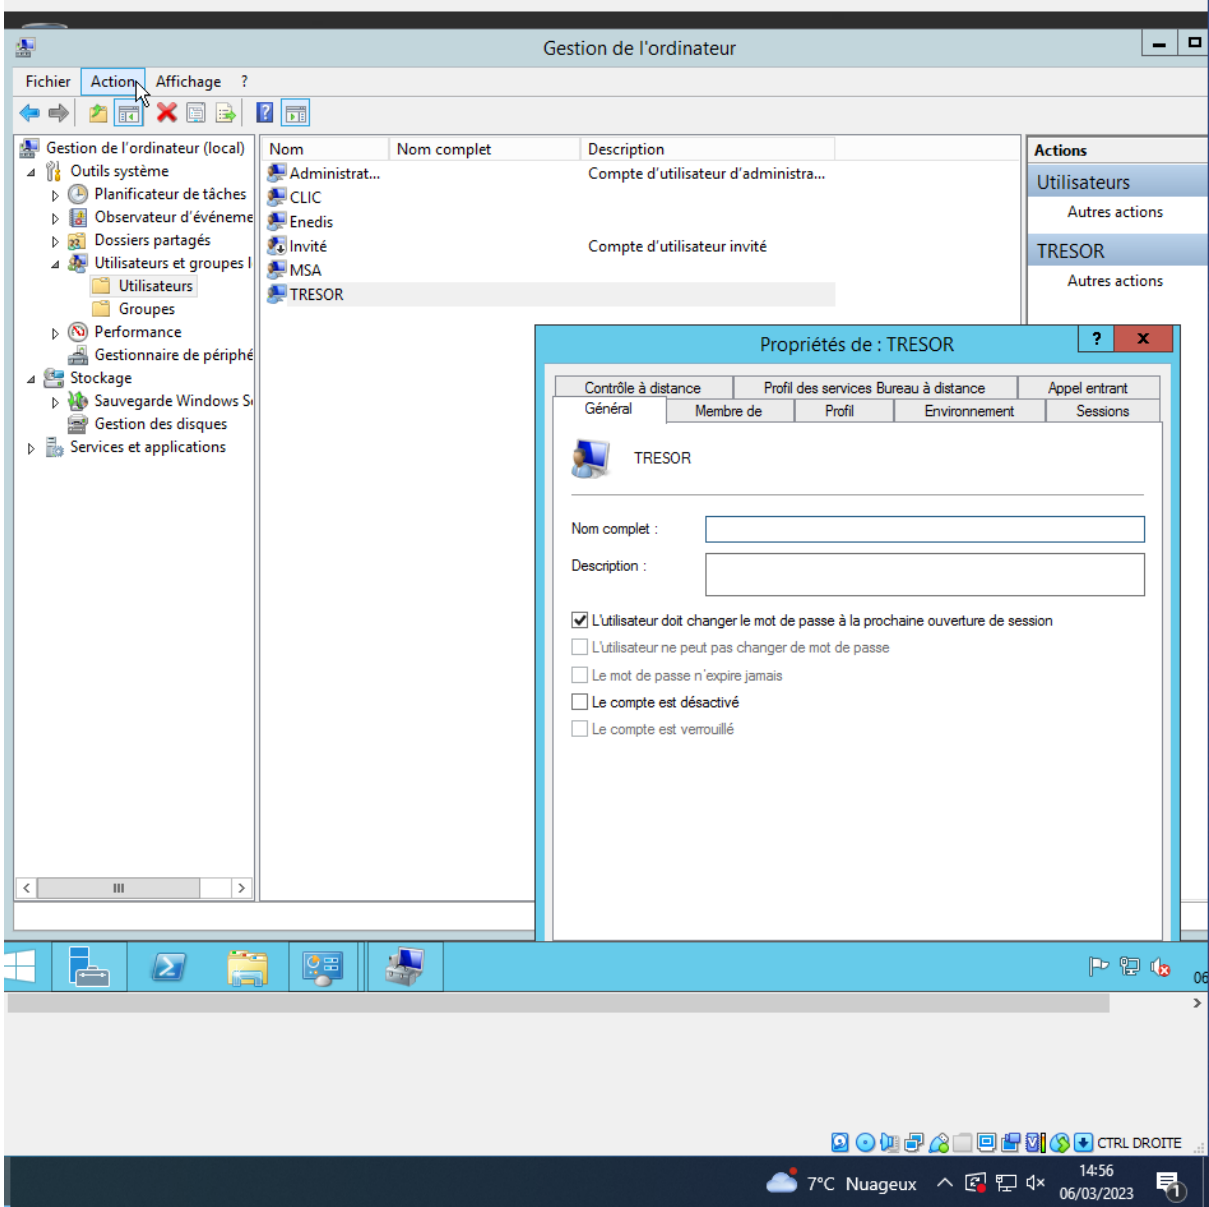 Gestion de l'ordinateur
Fichier Action Affichage ?
Gestion de l'ordinateur (local)
Outils système
Planificateur de tâches
Observateur d'événeme
Dossiers partagés
Utilisateurs et groupes l
Utilisateurs
Groupes
Performance
Gestionnaire de périphé
Stockage
Sauvegarde Windows S
Gestion des disques
Services et applications
Nom Nom complet Description
Administrat... Compte d'utilisateur d'administra...
CLIC
Enedis
Invité Compte d'utilisateur invité
MSA
TRESOR
Actions
Utilisateurs
Autres actions
TRESOR
Autres actions
Propriétés de : TRESOR
? x
Contrôle à distance Profil des services Bureau à distance Appel entrant
Général Membre de Profil Environnement Sessions
TRESOR
Nom complet :
Description :
L'utilisateur doit changer le mot de passe à la prochaine ouverture de session
L'utilisateur ne peut pas changer de mot de passe
Le mot de passe n'expire jamais
Le compte est désactivé
Le compte est verrouillé
06
CTRL DROITE
7°C Nuageux
14:56
06/03/2023
1